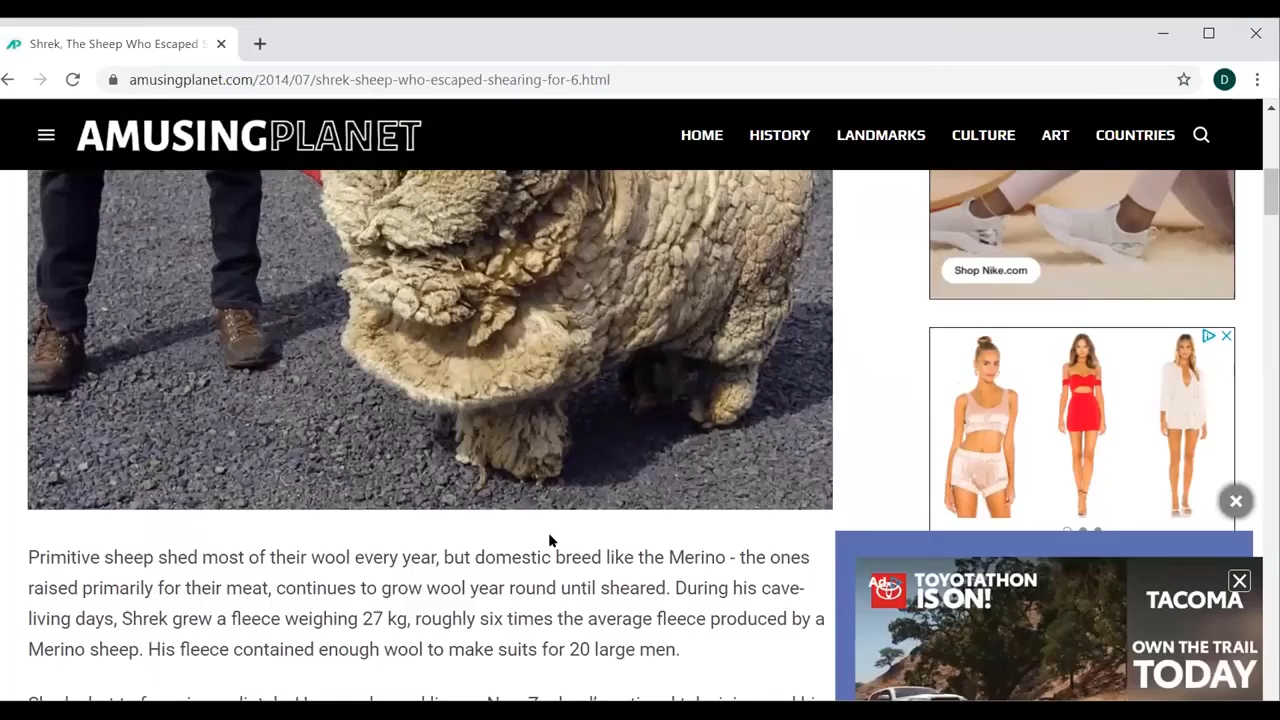 Shrek, The Sheep Who Escaped S
amusingplanet.com/2014/07/shrek-sheep-who-escaped-shearing-for-6.html
D
AMUSINGPLANET
HOME HISTORY LANDMARKS CULTURE ART COUNTRIES
Shop Nike.com
Primitive sheep shed most of their wool every year, but domestic breed like the Merino - the ones
raised primarily for their meat, continues to grow wool year round until sheared. During his cave-
living days, Shrek grew a fleece weighing 27 kg, roughly six times the average fleece produced by a
Merino sheep. His fleece contained enough wool to make suits for 20 large men.
Ad
TOYOTATHON
IS ON!
TACOMA
OWN THE TRAIL
TODAY